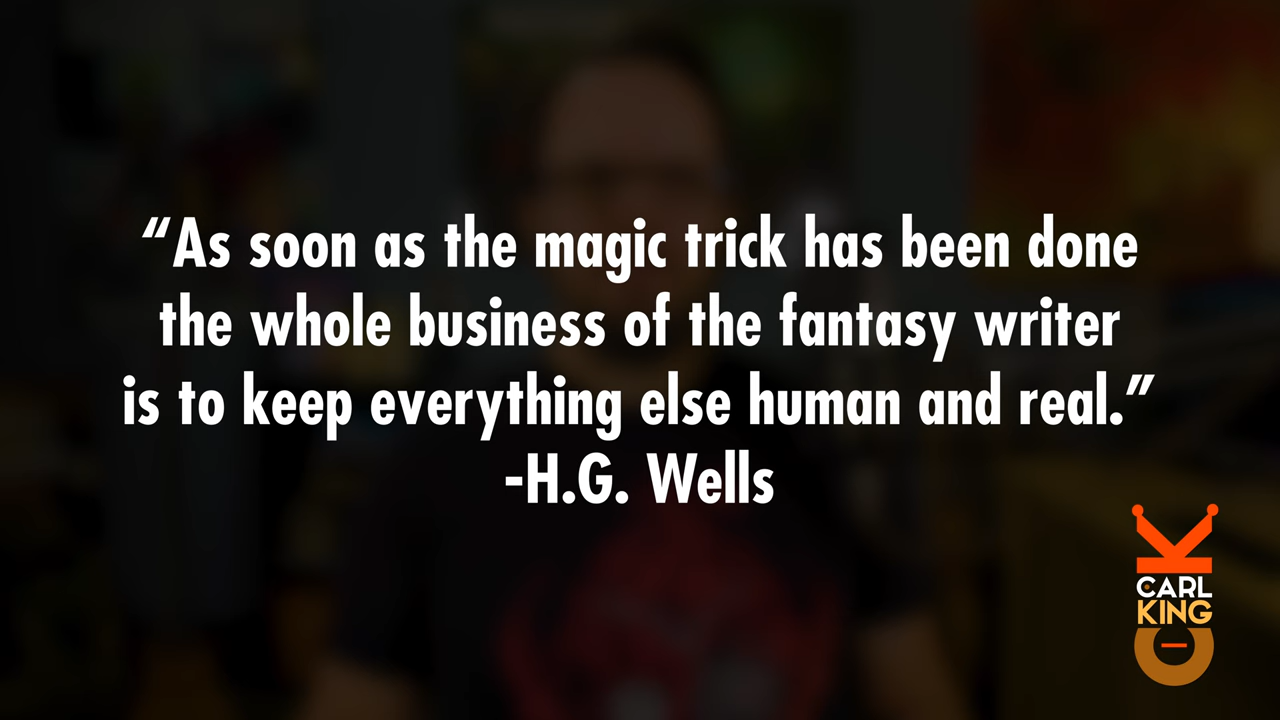 “As soon as the magic trick has been done
the whole business of the fantasy writer
is to keep everything else human and real.”
-H.G. Wells
CARL
KING